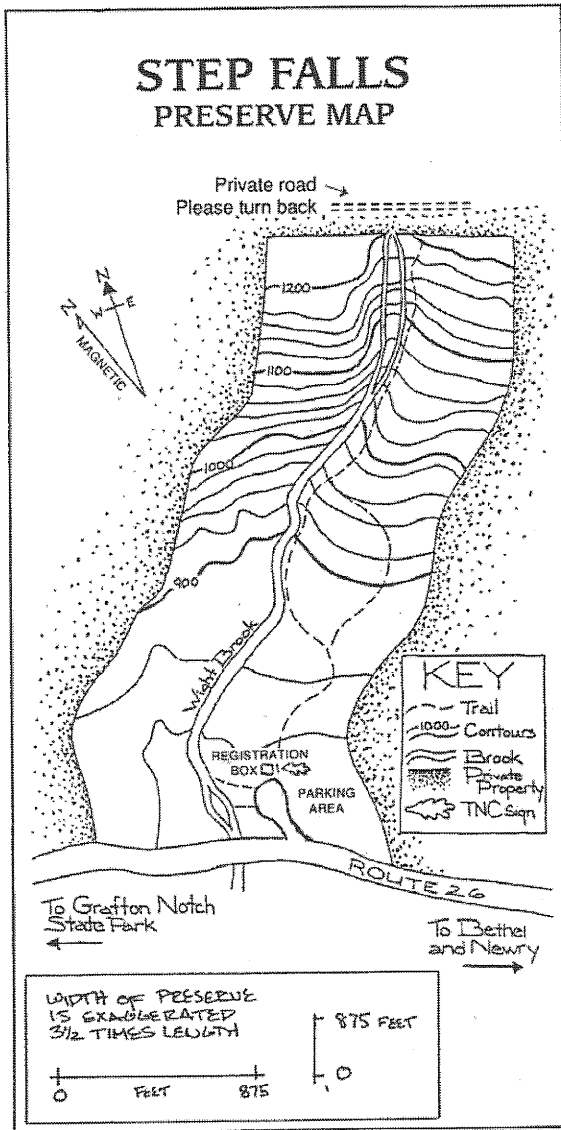 STEP FALLS
PRESERVE MAP
Private road
Please turn back
N
W E
N
MAGNETIC
1200
1100
1000
900
Wight Brook
REGISTRATION
BOX
PARKING
AREA
KEY
Trail
1000 Contours
Brook
Private
Property
TNC Sign
ROUTE 26
To Grafton Notch
State Park
To Bethel
and Newry
WIDTH OF PRESERVE
IS EXAGGERATED
3½ TIMES LENGTH
875 FEET
0
0 FEET 875